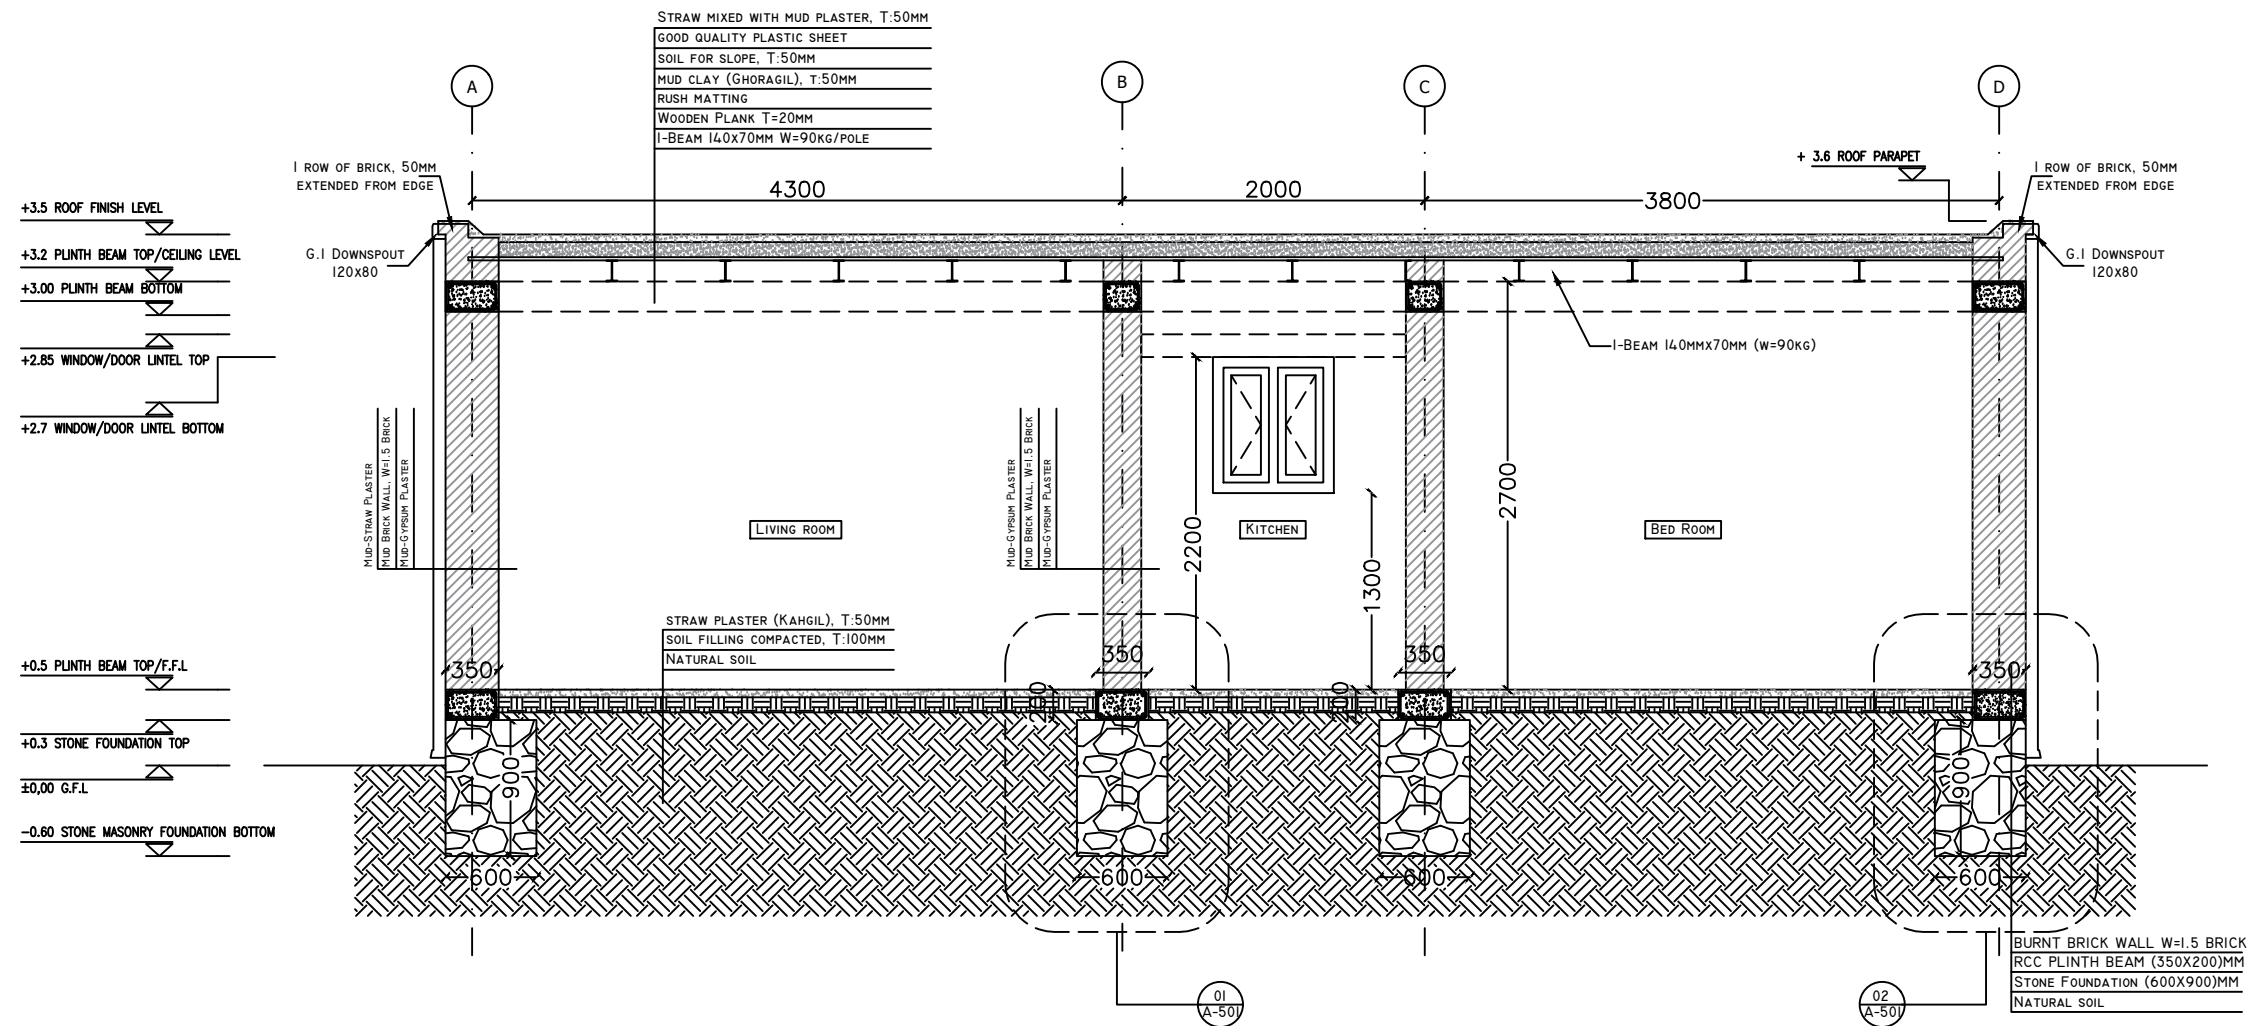 STRAW MIXED WITH MUD PLASTER, T:50MM
GOOD QUALITY PLASTIC SHEET
SOIL FOR SLOPE, T:50MM
MUD CLAY (GHORAGIL), T:50MM
RUSH MATTING
WOODEN PLANK T=20MM
I-BEAM 140X70MM W=90KG/POLE
A
B
C
D
1 ROW OF BRICK, 50MM
EXTENDED FROM EDGE
+ 3.6 ROOF PARAPET
1 ROW OF BRICK, 50MM
EXTENDED FROM EDGE
4300
2000
3800
+3.5 ROOF FINISH LEVEL
+3.2 PLINTH BEAM TOP/CEILING LEVEL
+3.00 PLINTH BEAM BOTTOM
+2.85 WINDOW/DOOR LINTEL TOP
+2.7 WINDOW/DOOR LINTEL BOTTOM
G.I DOWNSPOUT
120X80
G.I DOWNSPOUT
120X80
I-BEAM 140MMX70MM (W=90KG)
MUD-STRAW PLASTER
MUD BRICK WALL, W=1.5 BRICK
MUD-GYPSUM PLASTER
MUD-GYPSUM PLASTER
MUD BRICK WALL, W=1.5 BRICK
MUD-GYPSUM PLASTER
LIVING ROOM
KITCHEN
BED ROOM
2200
1300
2700
STRAW PLASTER (KAHGIL), T:50MM
SOIL FILLING COMPACTED, T:100MM
NATURAL SOIL
+0.5 PLINTH BEAM TOP/F.F.L
+0.3 STONE FOUNDATION TOP
±0,00 G.F.L
-0.60 STONE MASONRY FOUNDATION BOTTOM
350
350
350
350
200
200
900
900
600
600
600
600
BURNT BRICK WALL W=1.5 BRICK
RCC PLINTH BEAM (350X200)MM
STONE FOUNDATION (600X900)MM
NATURAL SOIL
01
A-501
02
A-501